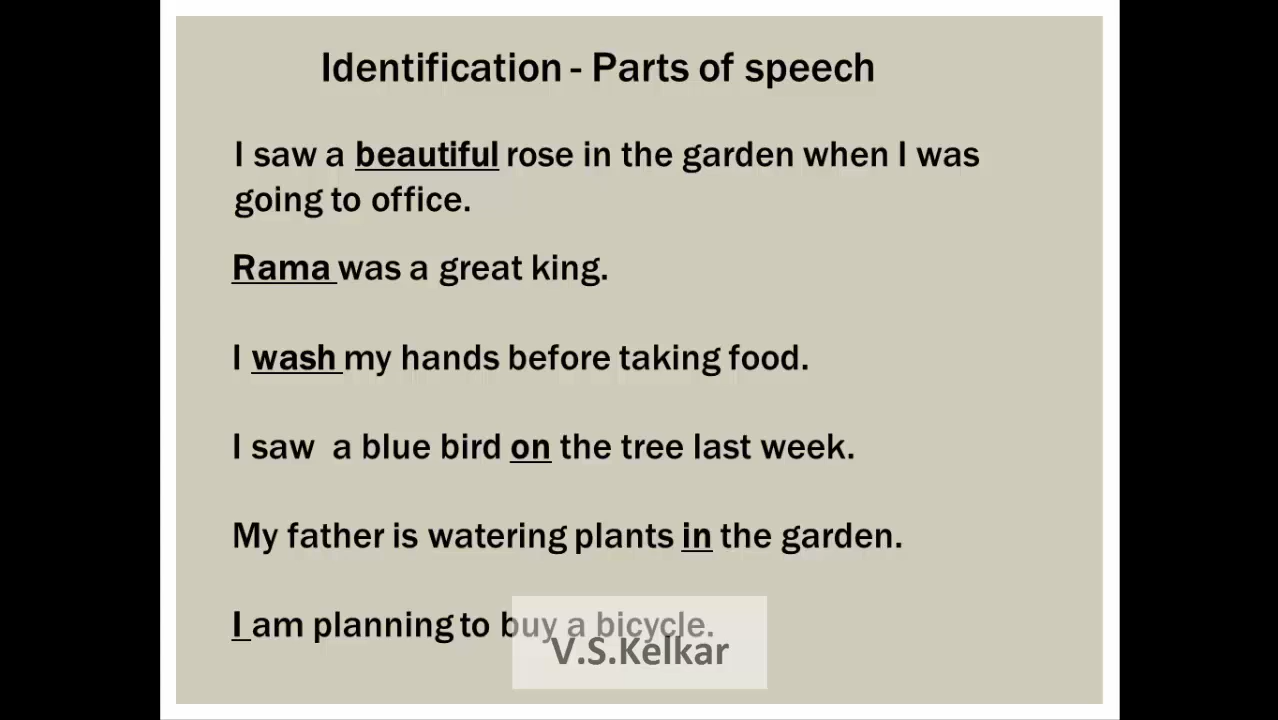 Identification - Parts of speech
I saw a beautiful rose in the garden when I was
going to office.
Rama was a great king.
I wash my hands before taking food.
I saw  a blue bird on the tree last week.
My father is watering plants in the garden.
I am planning to buy a bicycle.
V.S.Kelkar